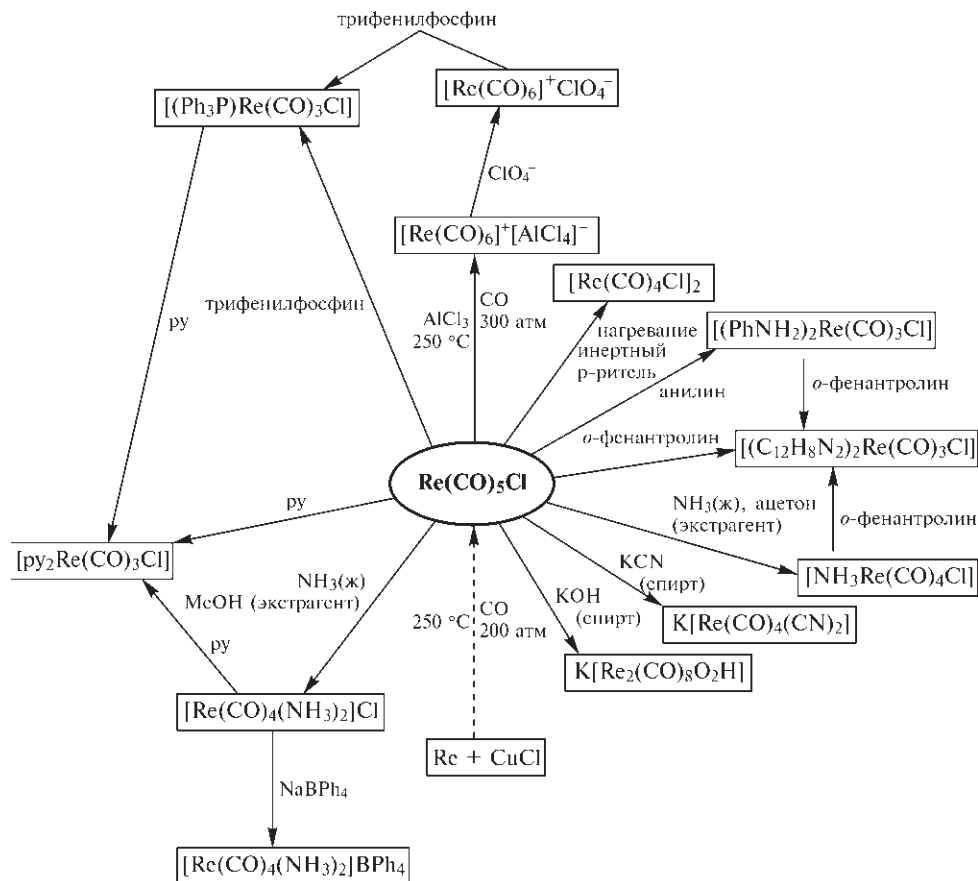 трифенилфосфин
[(Ph₃P)Re(CO)₃Cl]
[Re(CO)₆]⁺ClO₄⁻
ClO₄⁻
[Re(CO)₆]⁺[AlCl₄]⁻
[Re(CO)₄Cl]₂
трифенилфосфин
py
AlCl₃
250 °C
CO
300 атм
нагревание
инертный
р-ритель
[(PhNH₂)₂Re(CO)₃Cl]
анилин
о-фенантролин
о-фенантролин
Re(CO)₅Cl
[(C₁₂H₈N₂)₂Re(CO)₃Cl]
py
NH₃(ж), ацетон
(экстрагент)
о-фенантролин
[py₂Re(CO)₃Cl]
NH₃(ж)
MeOH (экстрагент)
250 °C
CO
200 атм
KOH
(спирт)
KCN
(спирт)
[NH₃Re(CO)₄Cl]
K[Re(CO)₄(CN)₂]
py
K[Re₂(CO)₈O₂H]
[Re(CO)₄(NH₃)₂]Cl
Re + CuCl
NaBPh₄
[Re(CO)₄(NH₃)₂]BPh₄